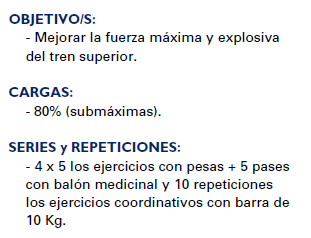 OBJETIVO/S:
- Mejorar la fuerza máxima y explosiva
del tren superior.
CARGAS:
- 80% (submáximas).
SERIES y REPETICIONES:
- 4 x 5 los ejercicios con pesas + 5 pases
con balón medicinal y 10 repeticiones
los ejercicios coordinativos con barra de
10 Kg.